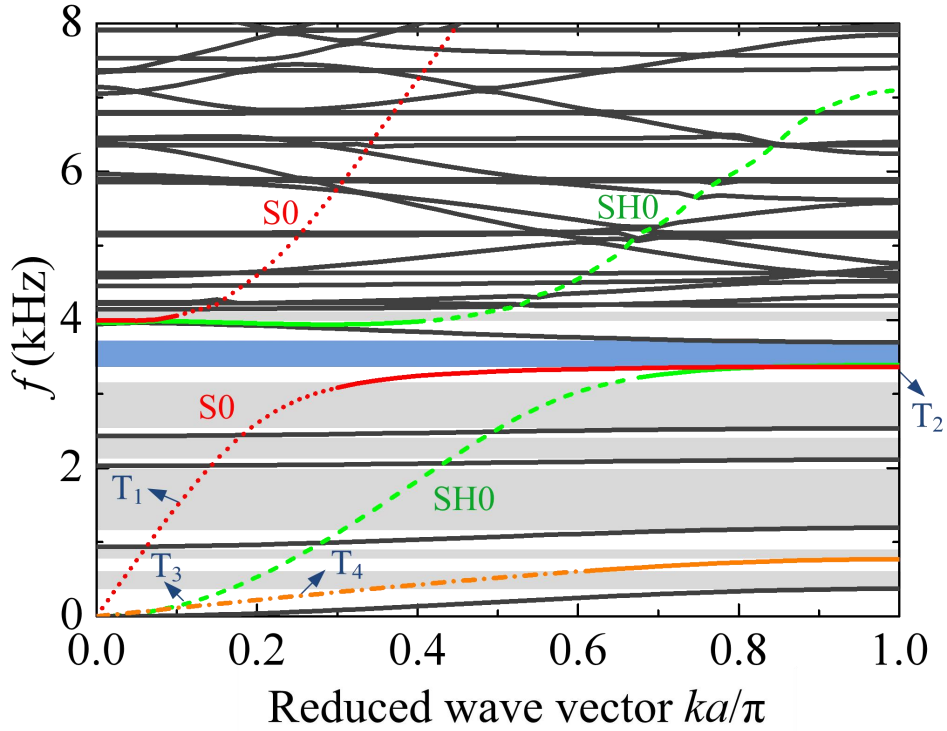 8
S0
SH0
6
f (kHz)
4
S0
T2
2
SH0
T1
T3
T4
0
0.0 0.2 0.4 0.6 0.8 1.0
Reduced wave vector ka/π